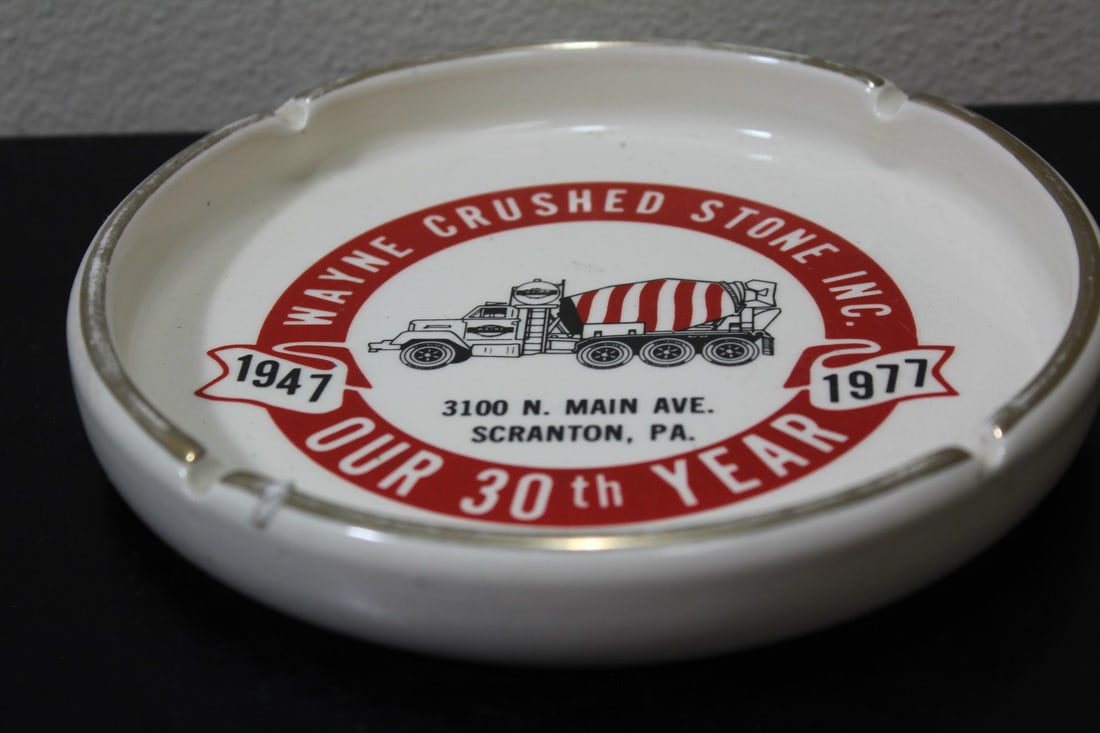 WAYNE CRUSHED STONE INC.
1947
1977
3100 N. MAIN AVE.
SCRANTON, PA.
OUR 30th YEAR